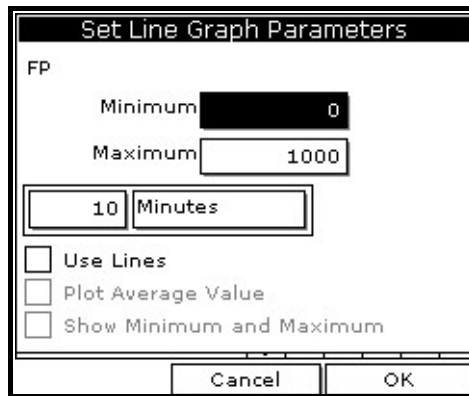 Set Line Graph Parameters
FP
Minimum 0
Maximum 1000
10 Minutes
Use Lines
Plot Average Value
Show Minimum and Maximum
Cancel OK